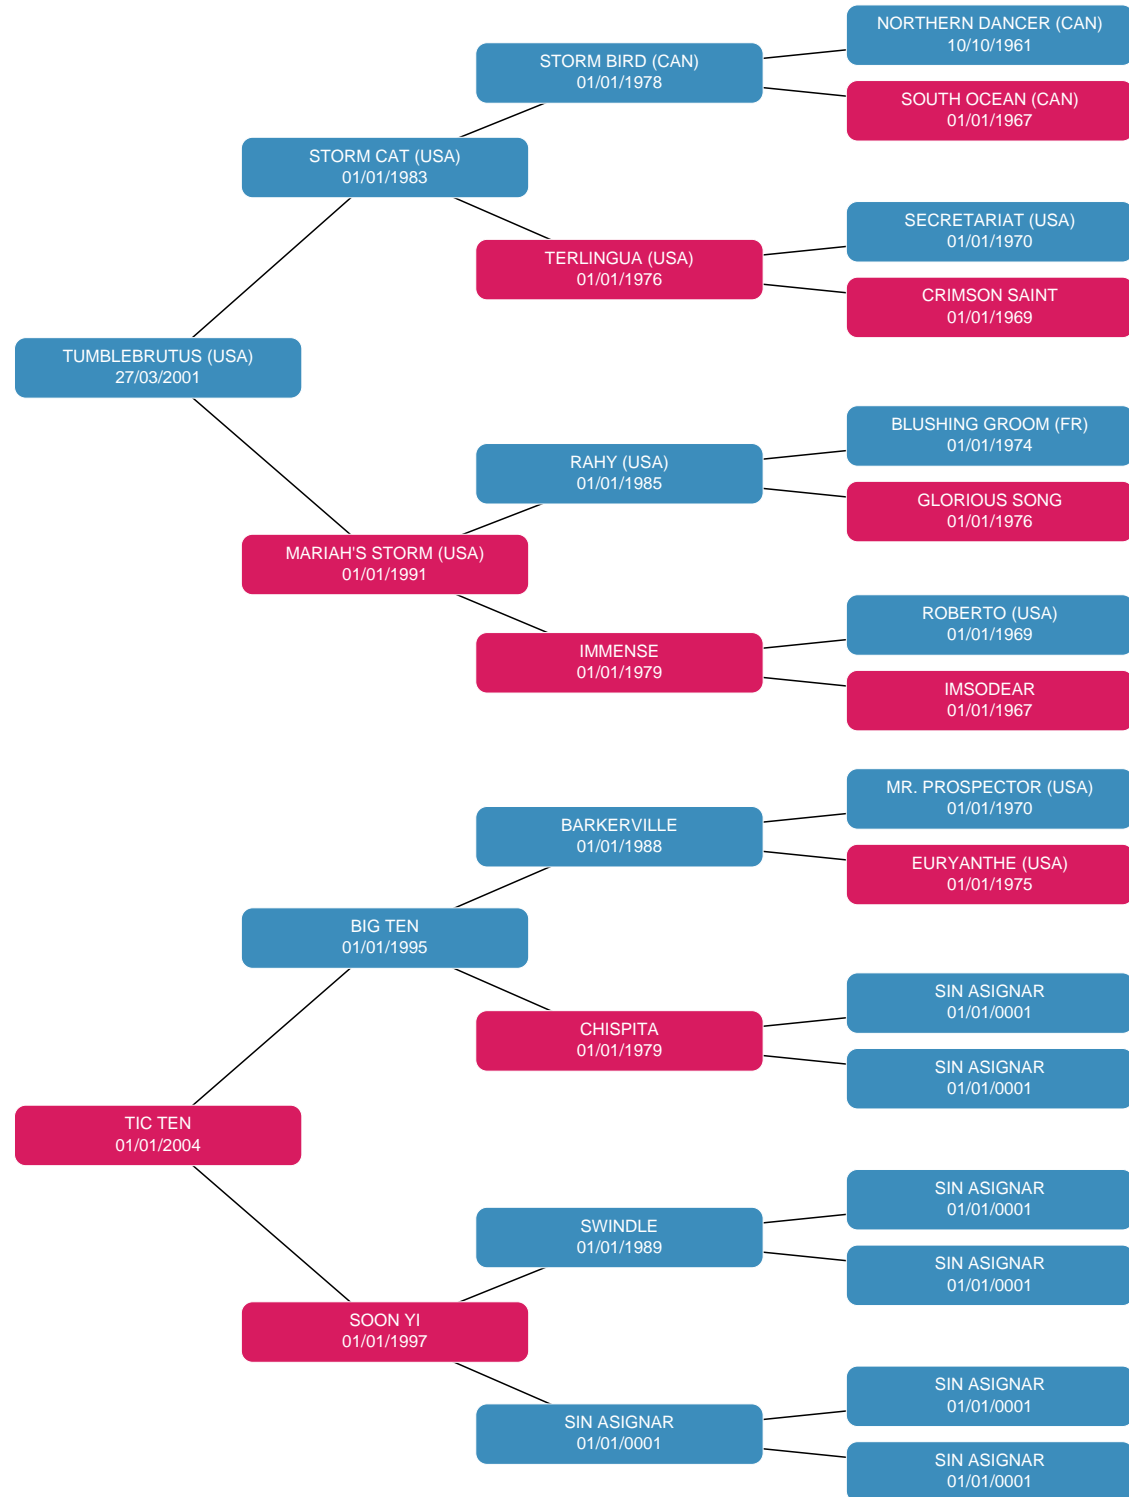 NORTHERN DANCER (CAN)
10/10/1961
STORM BIRD (CAN)
01/01/1978
SOUTH OCEAN (CAN)
01/01/1967
STORM CAT (USA)
01/01/1983
SECRETARIAT (USA)
01/01/1970
TERLINGUA (USA)
01/01/1976
CRIMSON SAINT
01/01/1969
TUMBLEBRUTUS (USA)
27/03/2001
BLUSHING GROOM (FR)
01/01/1974
RAHY (USA)
01/01/1985
GLORIOUS SONG
01/01/1976
MARIAH'S STORM (USA)
01/01/1991
ROBERTO (USA)
01/01/1969
IMMENSE
01/01/1979
IMSODEAR
01/01/1967
MR. PROSPECTOR (USA)
01/01/1970
BARKERVILLE
01/01/1988
EURYANTHE (USA)
01/01/1975
BIG TEN
01/01/1995
SIN ASIGNAR
01/01/0001
CHISPITA
01/01/1979
SIN ASIGNAR
01/01/0001
TIC TEN
01/01/2004
SIN ASIGNAR
01/01/0001
SWINDLE
01/01/1989
SIN ASIGNAR
01/01/0001
SOON YI
01/01/1997
SIN ASIGNAR
01/01/0001
SIN ASIGNAR
01/01/0001
SIN ASIGNAR
01/01/0001